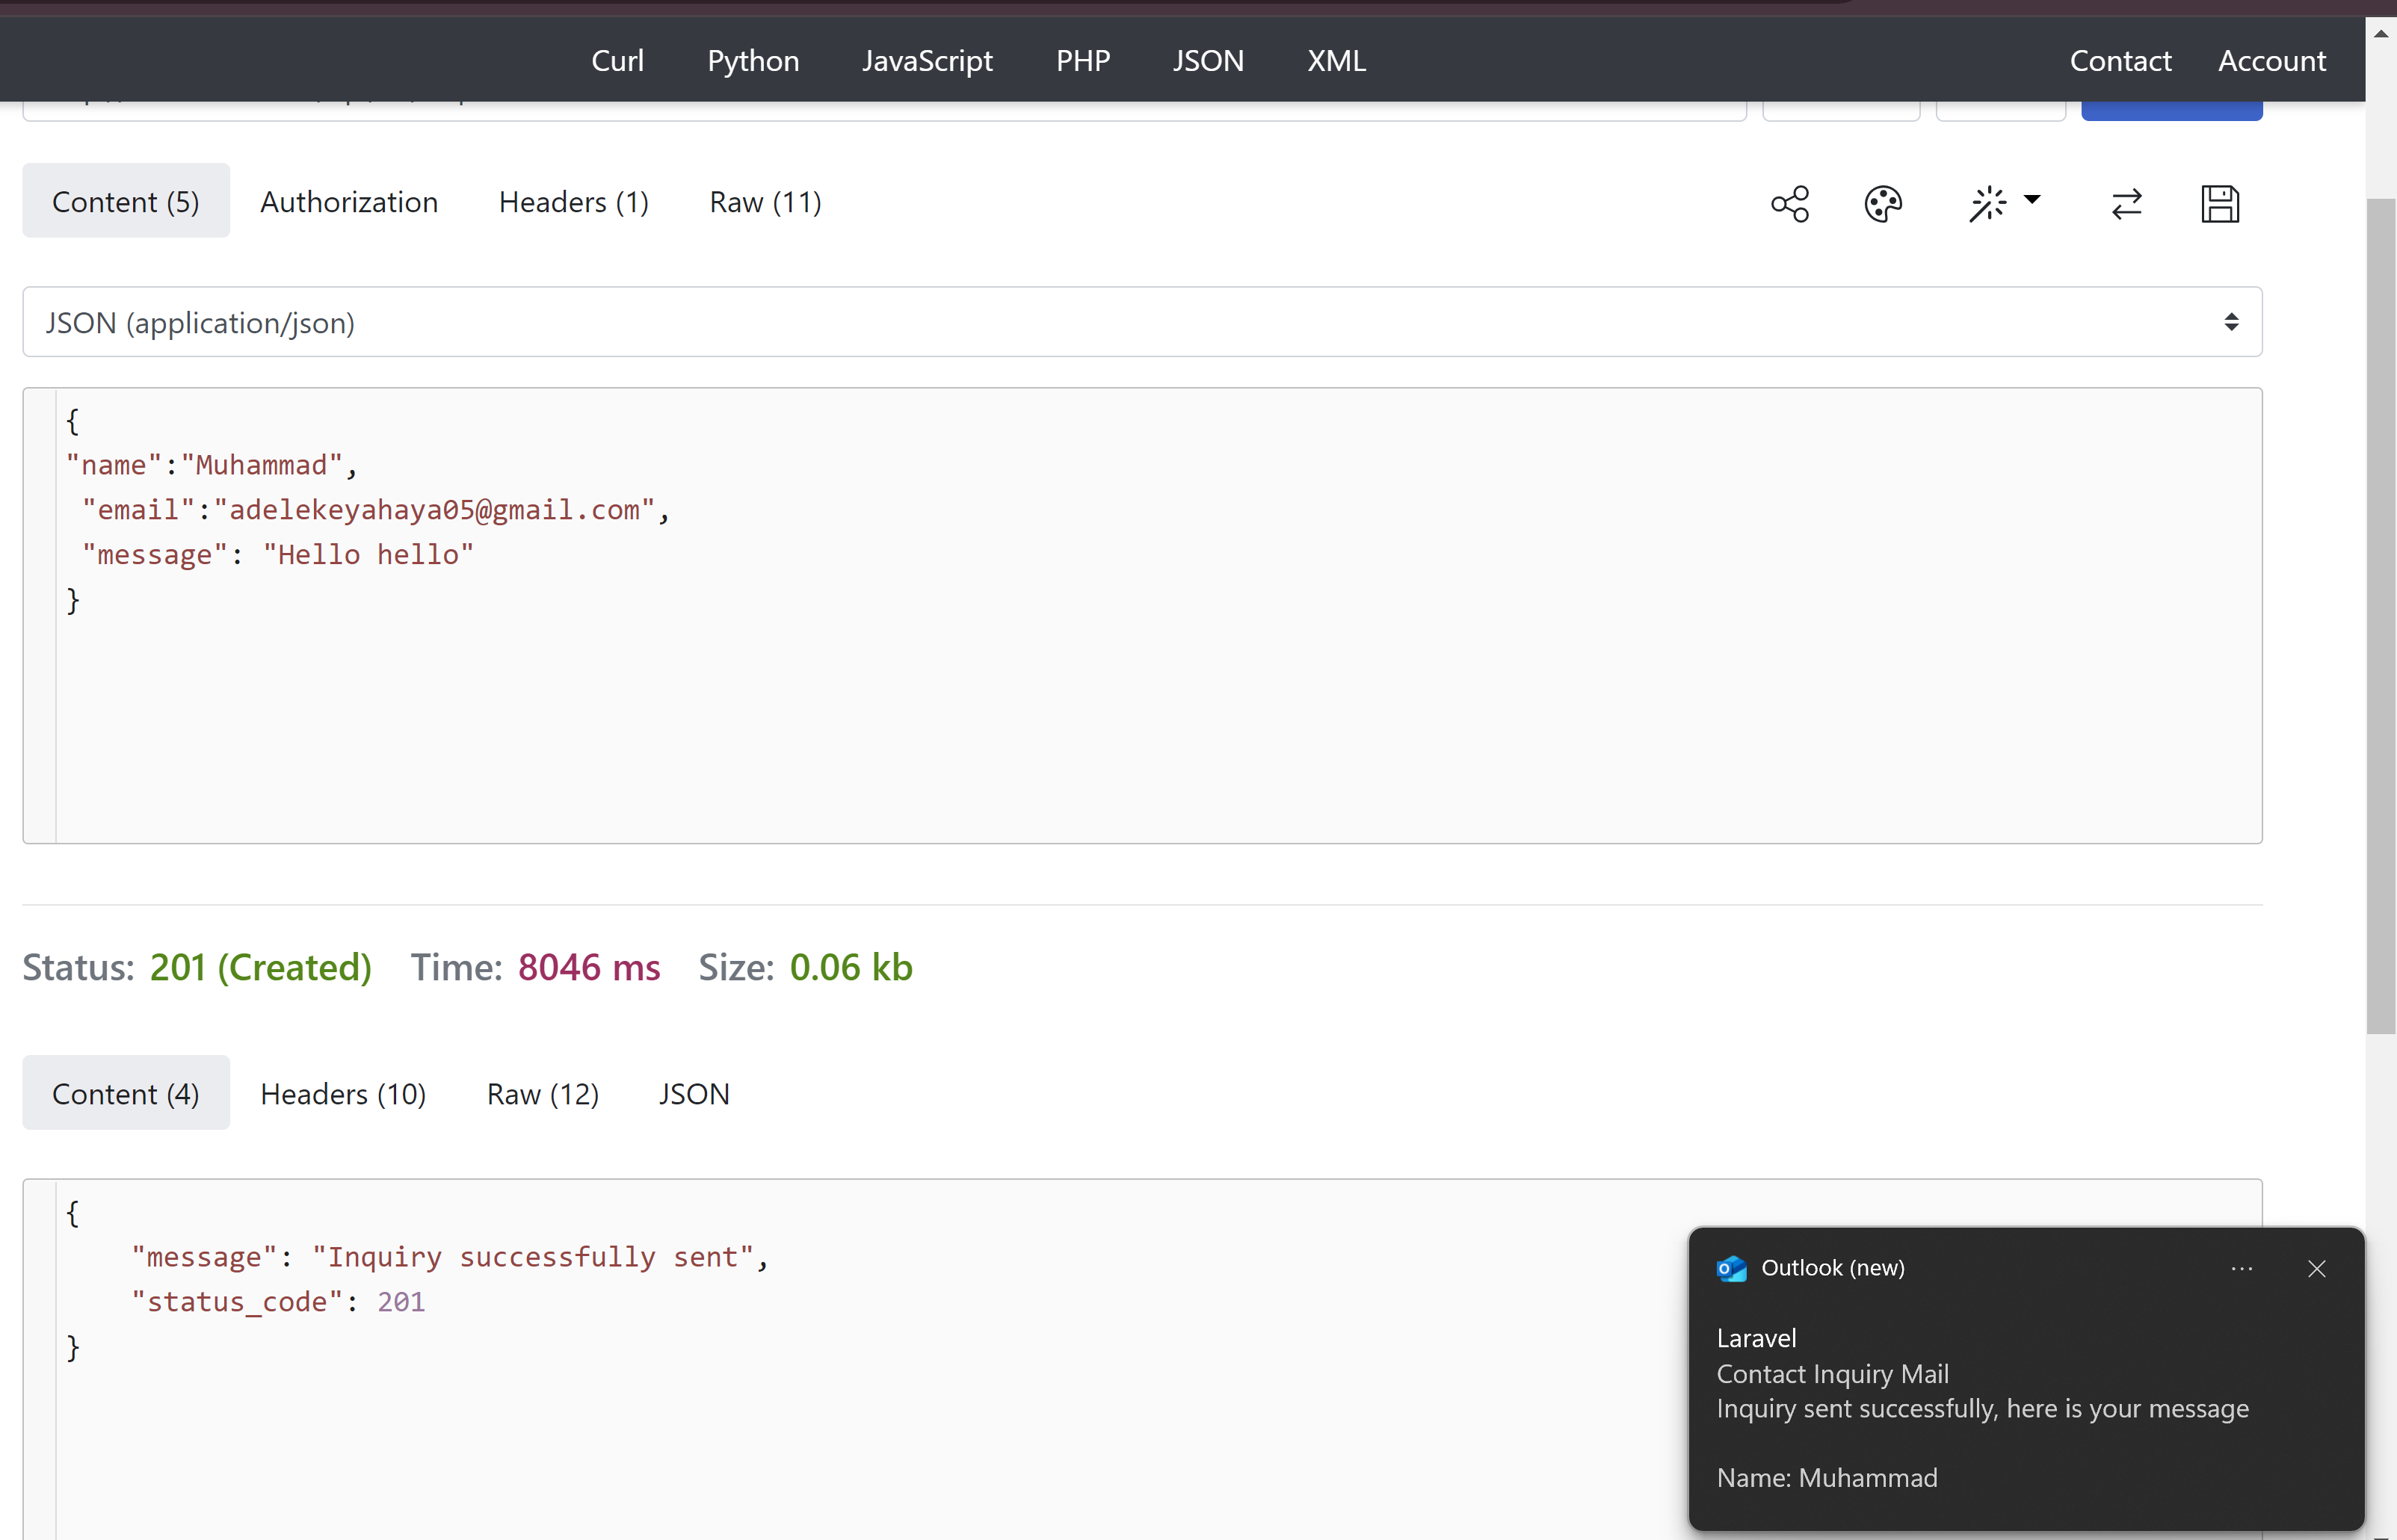 Curl Python JavaScript PHP JSON XML Contact Account
Content (5) Authorization Headers (1) Raw (11)
JSON (application/json)
{
"name":"Muhammad",
"email":"adelekeyahaya05@gmail.com",
"message": "Hello hello"
}
Status: 201 (Created) Time: 8046 ms Size: 0.06 kb
Content (4) Headers (10) Raw (12) JSON
{
"message": "Inquiry successfully sent",
"status_code": 201
}
Outlook (new)
Laravel
Contact Inquiry Mail
Inquiry sent successfully, here is your message
Name: Muhammad